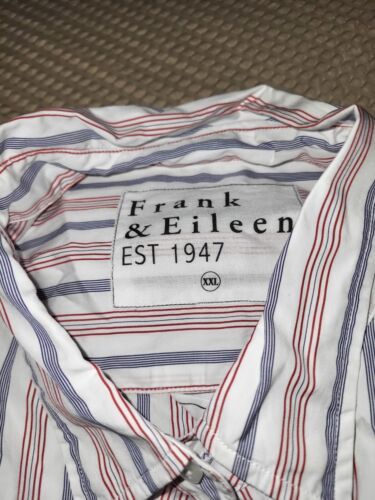 Frank
& Eileen
EST 1947
XXL